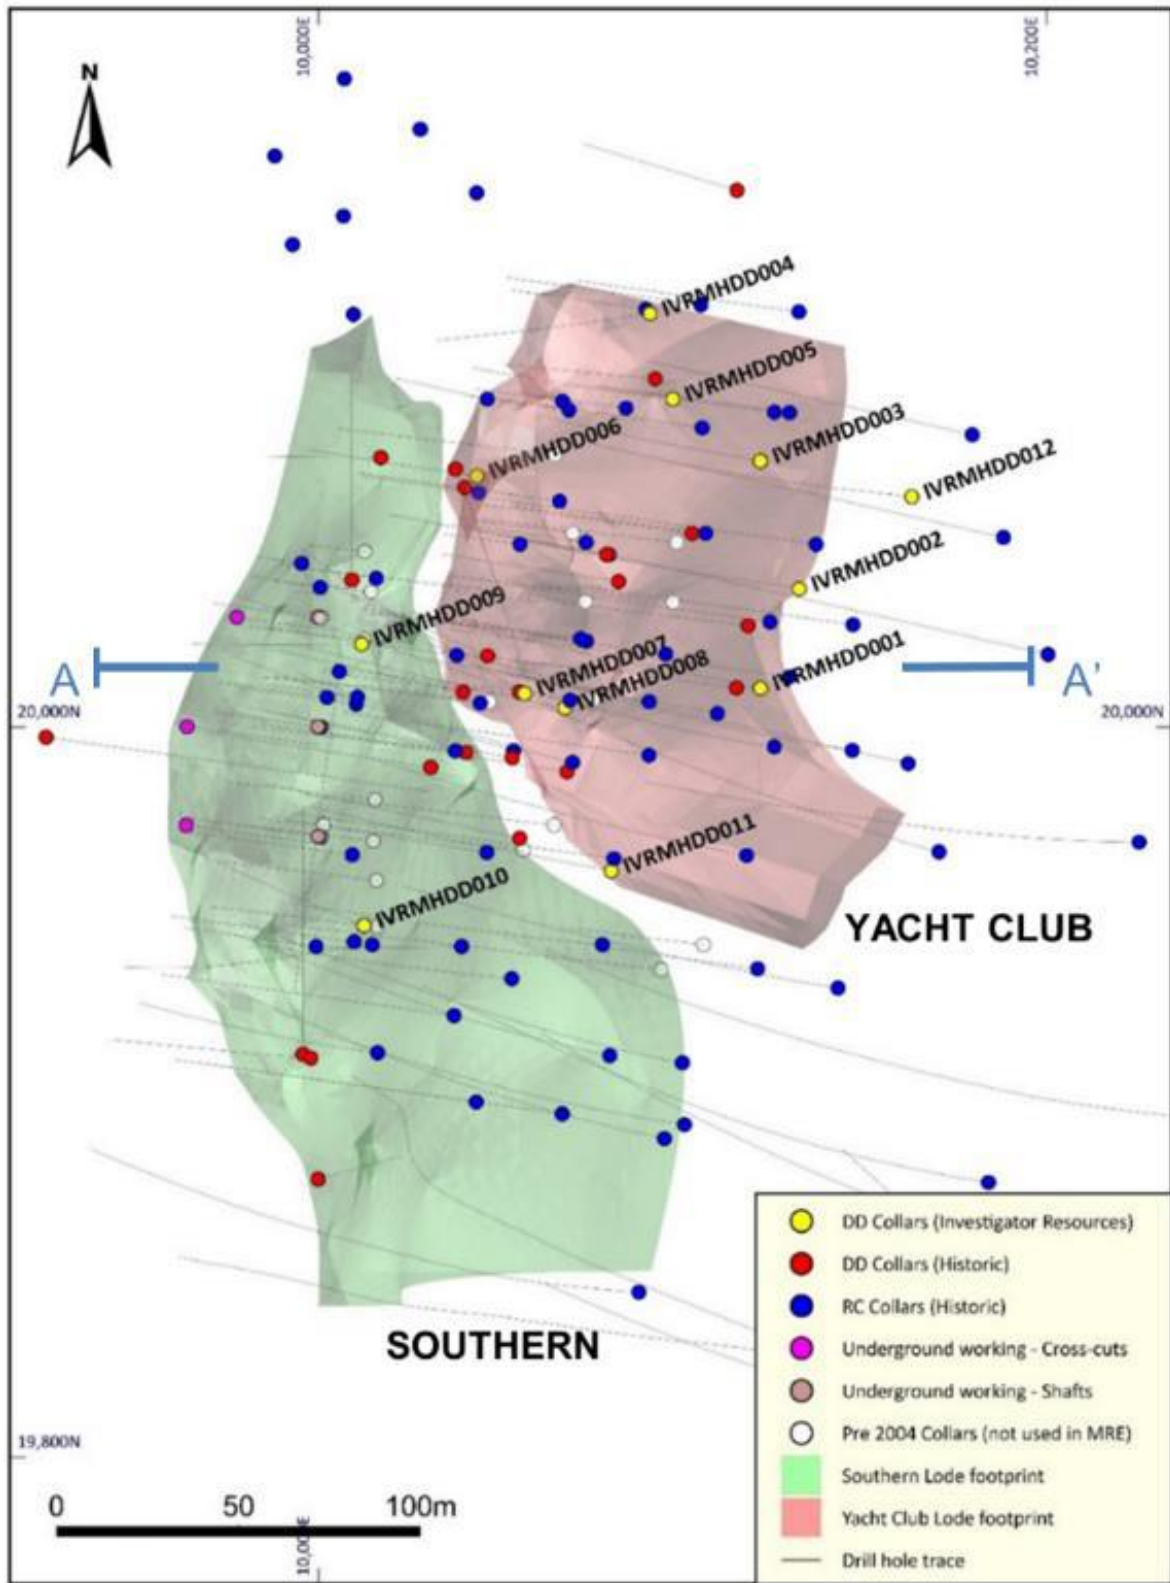 10,000E
10,200E
N
IVRMHDD004
IVRMHDD005
IVRMHDD003
IVRMHDD006
IVRMHDD012
IVRMHDD002
IVRMHDD009
IVRMHDD007
IVRMHDD008
IVRMHDD001
A
A'
20,000N
20,000N
IVRMHDD011
IVRMHDD010
YACHT CLUB
SOUTHERN
DD Collars (Investigator Resources)
DD Collars (Historic)
RC Collars (Historic)
Underground working - Cross-cuts
Underground working - Shafts
Pre 2004 Collars (not used in MRE)
Southern Lode footprint
Yacht Club Lode footprint
Drill hole trace
19,800N
0 50 100m
10,000E